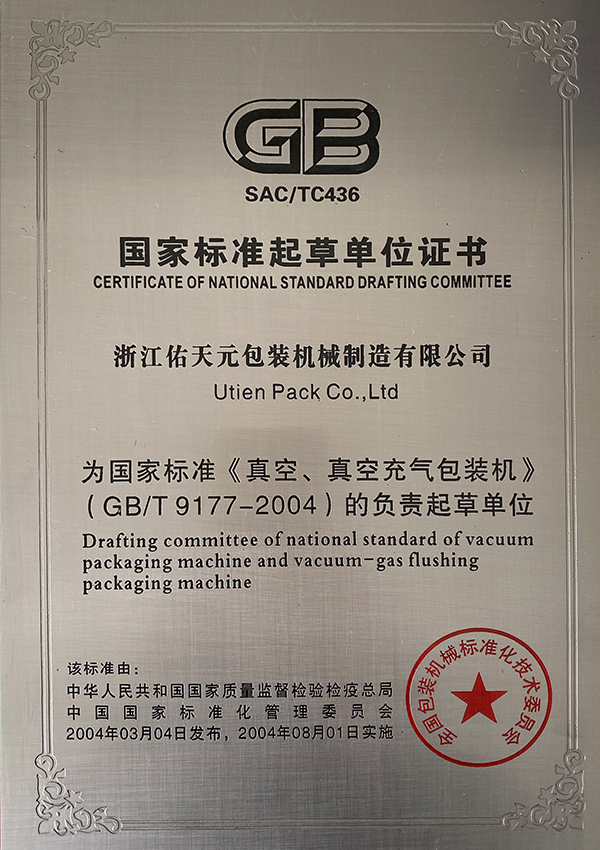 GB
SAC/TC436
国家标准起草单位证书
CERTIFICATE OF NATIONAL STANDARD DRAFTING COMMITTEE
浙江佑天元包装机械制造有限公司
Utien Pack Co.,Ltd
为国家标准《真空、真空充气包装机》
（GB/T 9177-2004）的负责起草单位
Drafting committee of national standard of vacuum
packaging machine and vacuum-gas flushing
packaging machine
该标准由：
中华人民共和国国家质量监督检验检疫总局
中国国家标准化管理委员会
2004年03月04日发布，2004年08月01日实施
全国包装机械标准化技术委员会